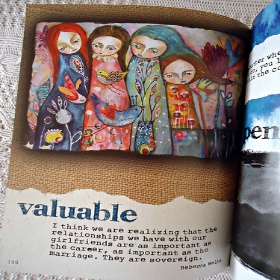 valuable
I think we are realizing that the
relationships we have with our
girlfriends are as important as
the career, as important as the
marriage. They are sovereign.
Rebecca Wells
pen